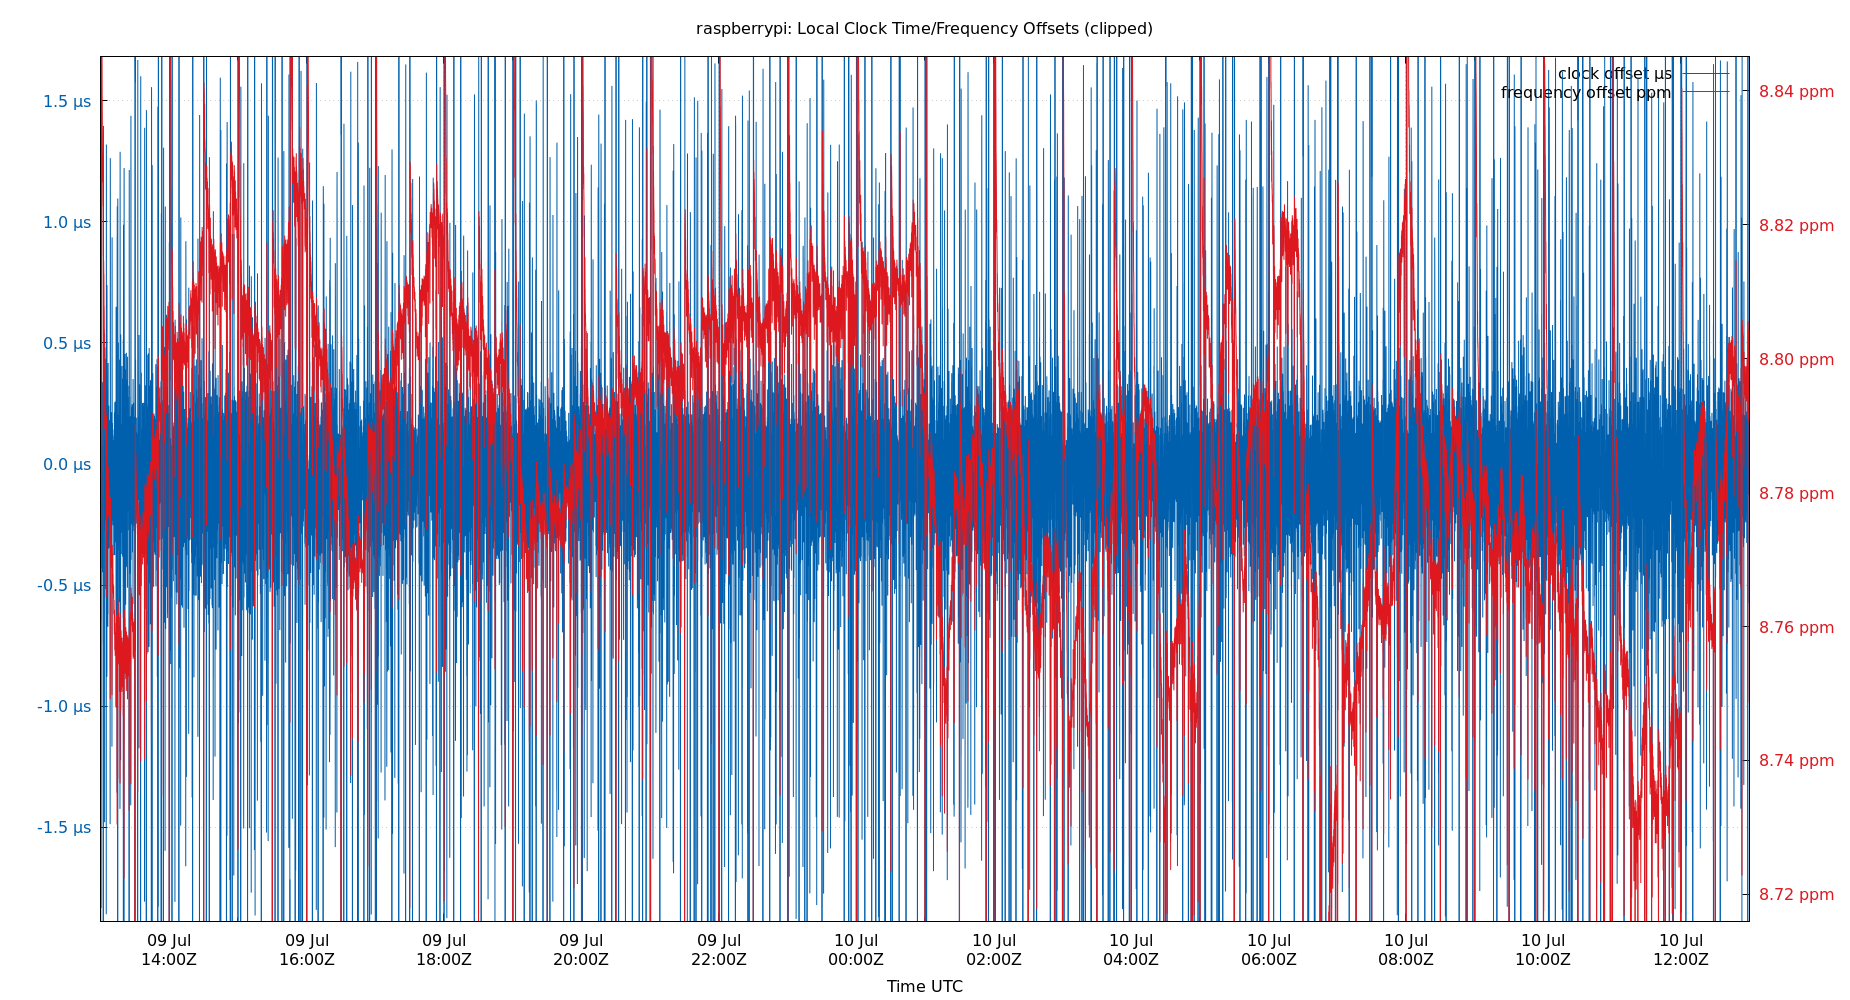 raspberrypi: Local Clock Time/Frequency Offsets (clipped)
clock offset µs
frequency offset ppm
1.5 µs
1.0 µs
0.5 µs
0.0 µs
-0.5 µs
-1.0 µs
-1.5 µs
8.84 ppm
8.82 ppm
8.80 ppm
8.78 ppm
8.76 ppm
8.74 ppm
8.72 ppm
09 Jul 09 Jul 09 Jul 09 Jul 09 Jul 10 Jul 10 Jul 10 Jul 10 Jul 10 Jul 10 Jul 10 Jul
14:00Z 16:00Z 18:00Z 20:00Z 22:00Z 00:00Z 02:00Z 04:00Z 06:00Z 08:00Z 10:00Z 12:00Z
Time UTC